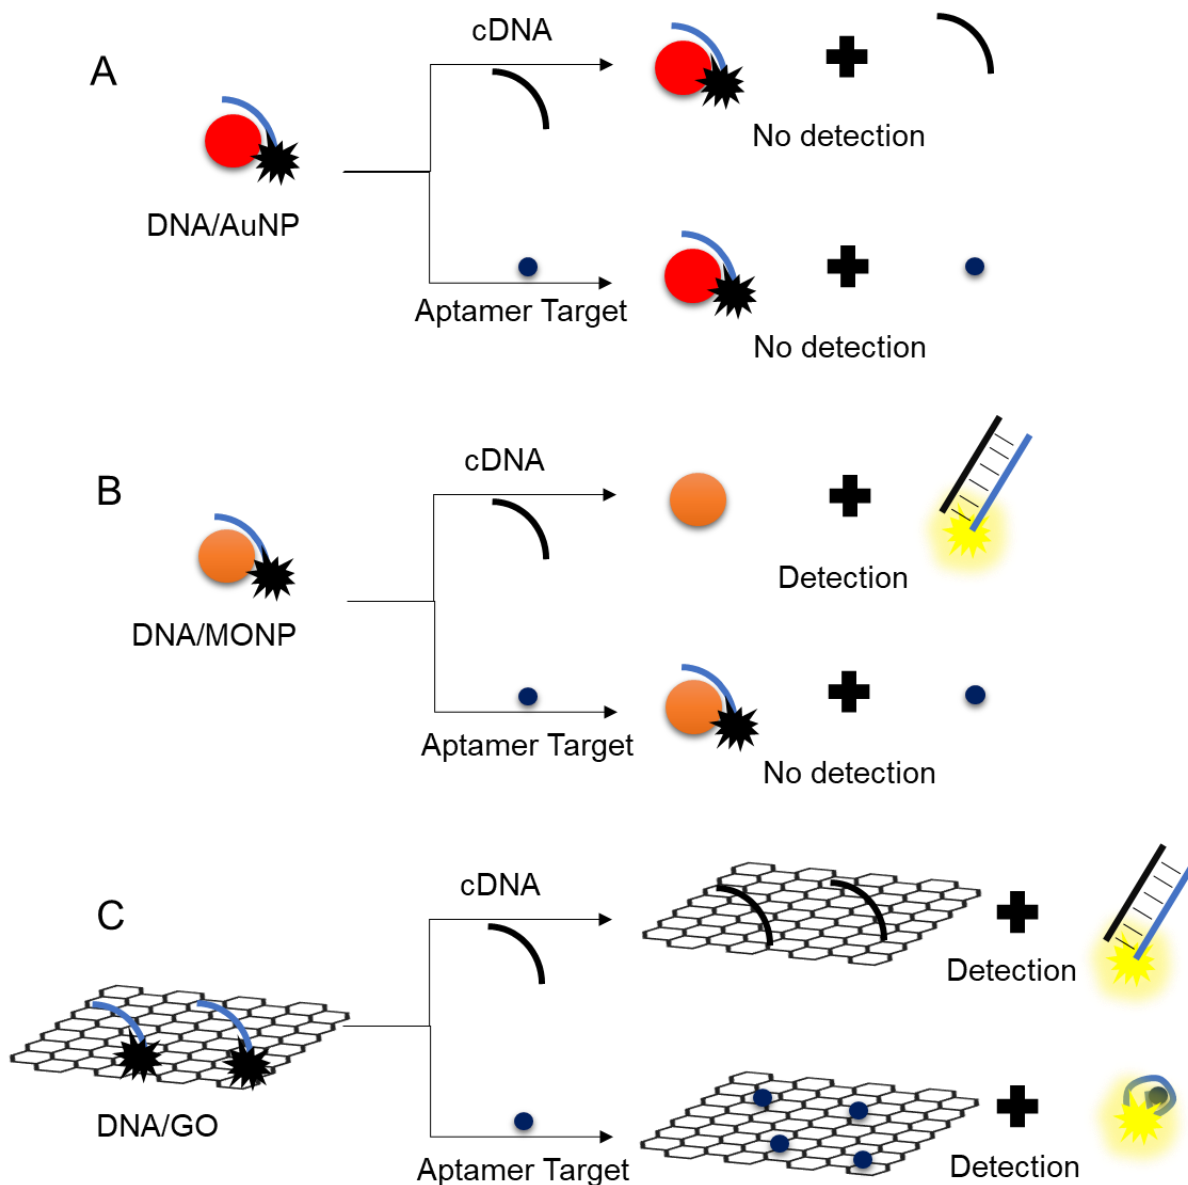 A
cDNA
No detection
DNA/AuNP
Aptamer Target
No detection
B
cDNA
Detection
DNA/MONP
Aptamer Target
No detection
C
cDNA
Detection
DNA/GO
Aptamer Target
Detection